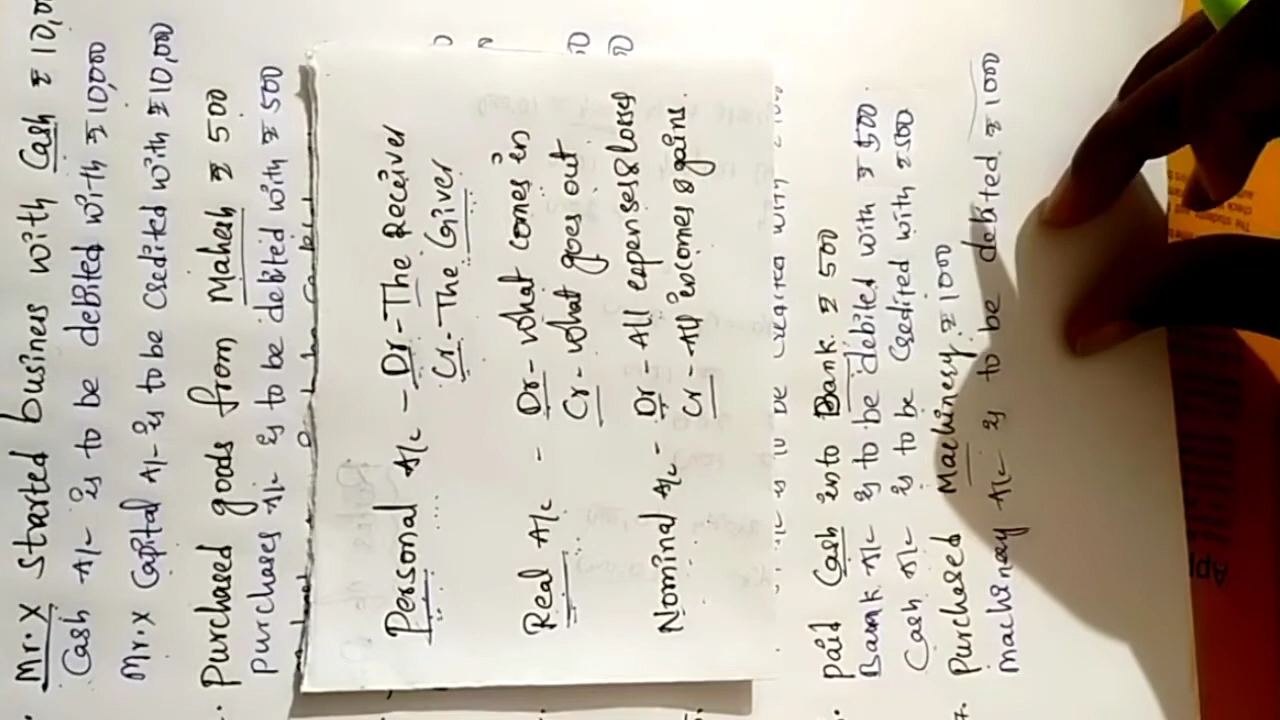 Mr. X started business with Cash ₹ 10,0
Cash A/c is to be debited with ₹ 10,000
Mr. X Capital A/c is to be credited with ₹ 10,000
Purchased goods from Mahesh ₹ 500
purchases A/c is to be debited with ₹ 500
Personal A/c - Dr - The Receiver
Cr - The Giver
Real A/c - Dr - what comes in
Cr - what goes out
Nominal A/c - Dr - All expenses & losses
Cr - All incomes & gains.
paid Cash into Bank ₹ 500
Bank A/c is to be debited with ₹ 500.
Cash A/c is to be Credited with ₹ 500
7. Purchased Machinery ₹ 1000
Machinary A/c is to be debited ₹ 1000